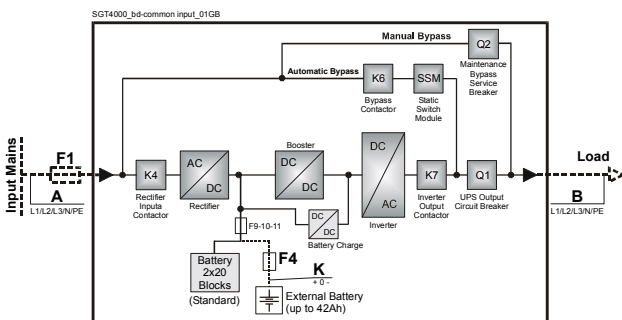 SGT4000_bd-common input_01GB
Manual Bypass
Q2
Maintenance
Bypass
Service
Breaker
Automatic Bypass
K6
SSM
Bypass
Contactor
Static
Switch
Module
Input Mains
F1
A
L1/L2/L3/N/PE
K4
Rectifier
Inputa
Contactor
AC
DC
Rectifier
Booster
DC
DC
DC
AC
Inverter
K7
Inverter
Output
Contactor
Q1
UPS Output
Circuit Breaker
Load
B
L1/L2/L3/N/PE
DC
DC
Battery Charge
F9-10-11
Battery
2x20
Blocks
(Standard)
F4
K
+ 0 -
External Battery
(up to 42Ah)